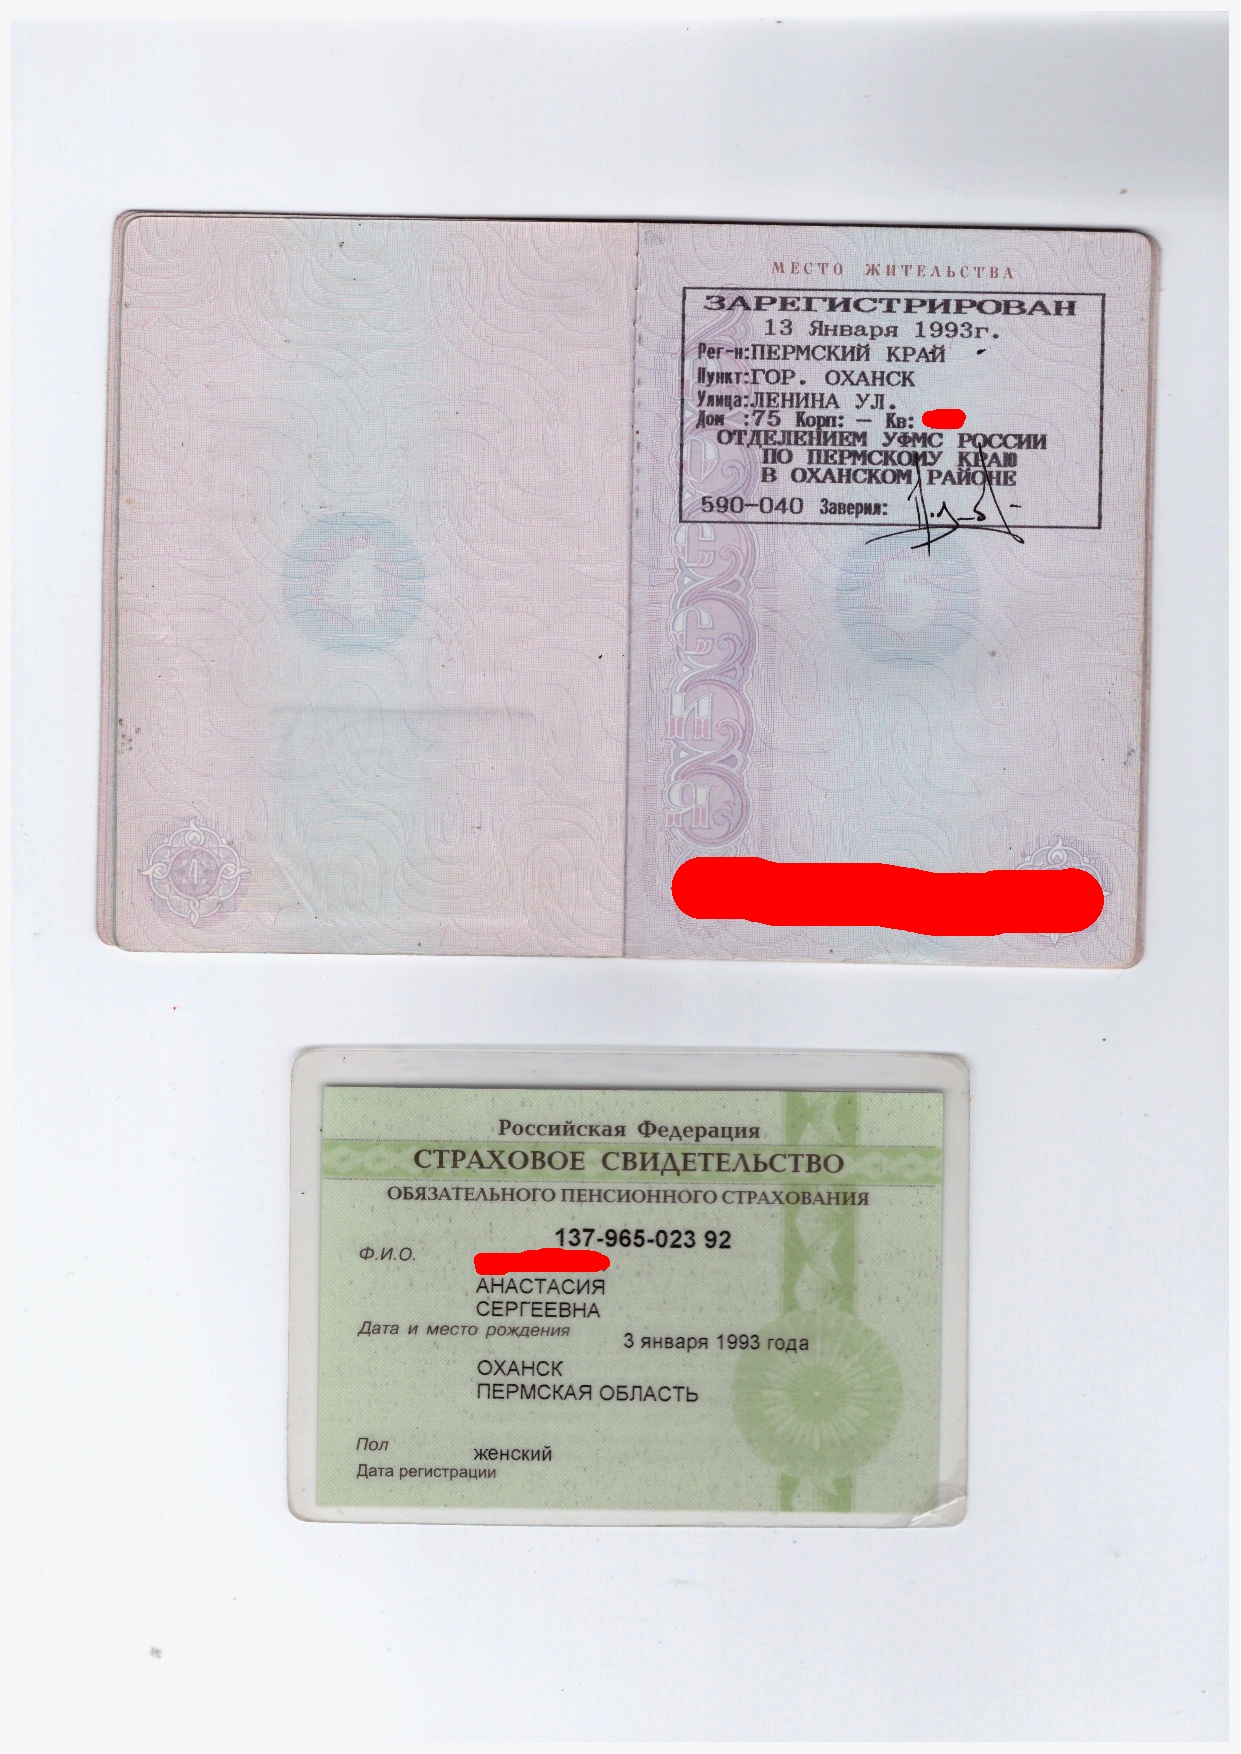 МЕСТО ЖИТЕЛЬСТВА
ЗАРЕГИСТРИРОВАН
13 Января 1993г.
Рег-н:ПЕРМСКИЙ КРАЙ
Пункт:ГОР. ОХАНСК
Улица:ЛЕНИНА УЛ.
Дом :75 Корп: — Кв:
ОТДЕЛЕНИЕМ УФМС РОССИИ
ПО ПЕРМСКОМУ КРАЮ
В ОХАНСКОМ РАЙОНЕ
590-040 Заверил:
4
5
4
Российская Федерация
СТРАХОВОЕ СВИДЕТЕЛЬСТВО
ОБЯЗАТЕЛЬНОГО ПЕНСИОННОГО СТРАХОВАНИЯ
137-965-023 92
Ф.И.О.
АНАСТАСИЯ
СЕРГЕЕВНА
Дата и место рождения
3 января 1993 года
ОХАНСК
ПЕРМСКАЯ ОБЛАСТЬ
Пол женский
Дата регистрации